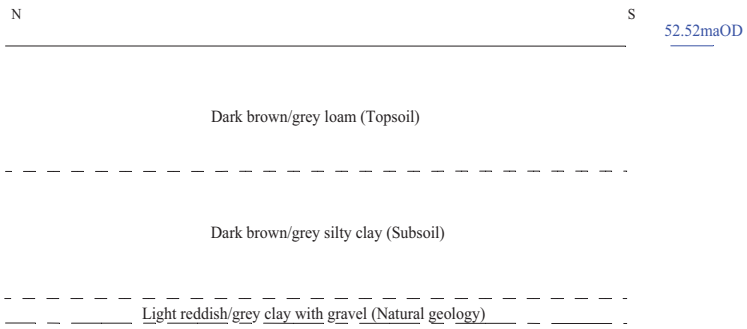 N
S
52.52maOD
Dark brown/grey loam (Topsoil)
Dark brown/grey silty clay (Subsoil)
Light reddish/grey clay with gravel (Natural geology)